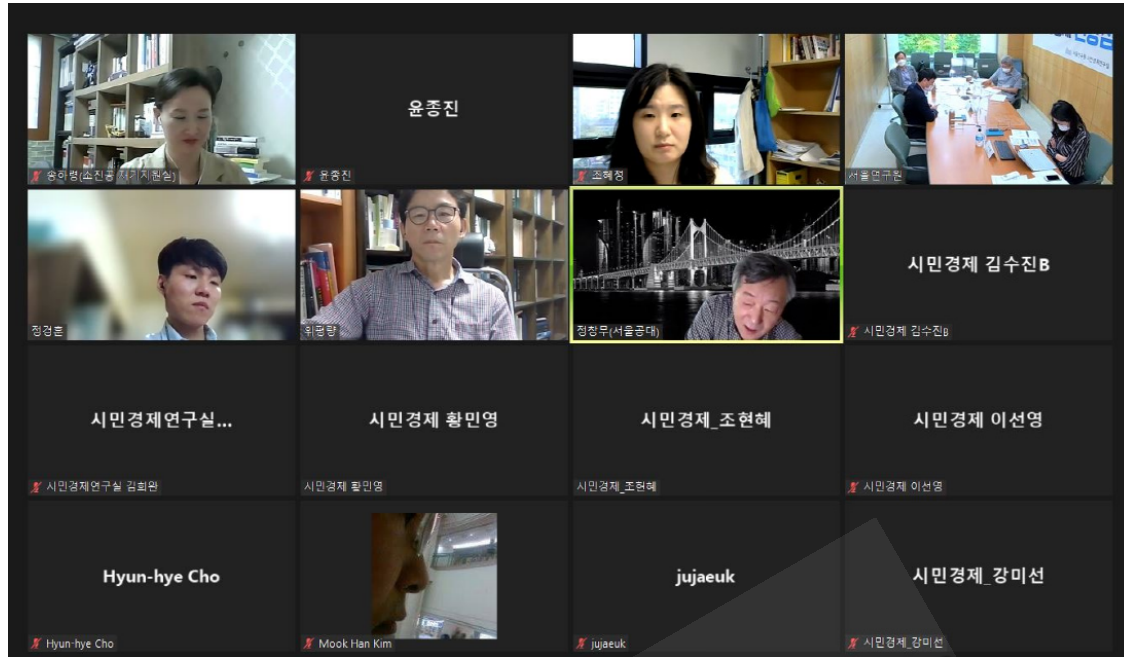 송하령(소진공
조혜정
서울연구원
윤종진
윤종진
정경훈
위평량
정창무(서울공대)
시민경제 김수진B
시민경제 김수진B
시민경제연구실...
시민경제연구실 김희완
시민경제 황민영
시민경제 황민영
시민경제_조현혜
시민경제_조현혜
시민경제 이선영
시민경제 이선영
Hyun-hye Cho
Hyun-hye Cho
Mook Han Kim
jujaeuk
jujaeuk
시민경제_강미선
시민경제_강미선